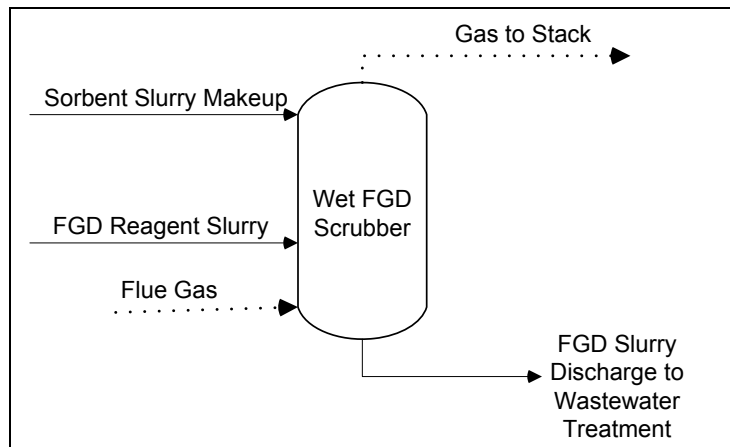 Gas to Stack
Sorbent Slurry Makeup
Wet FGD
Scrubber
FGD Reagent Slurry
Flue Gas
FGD Slurry
Discharge to
Wastewater
Treatment